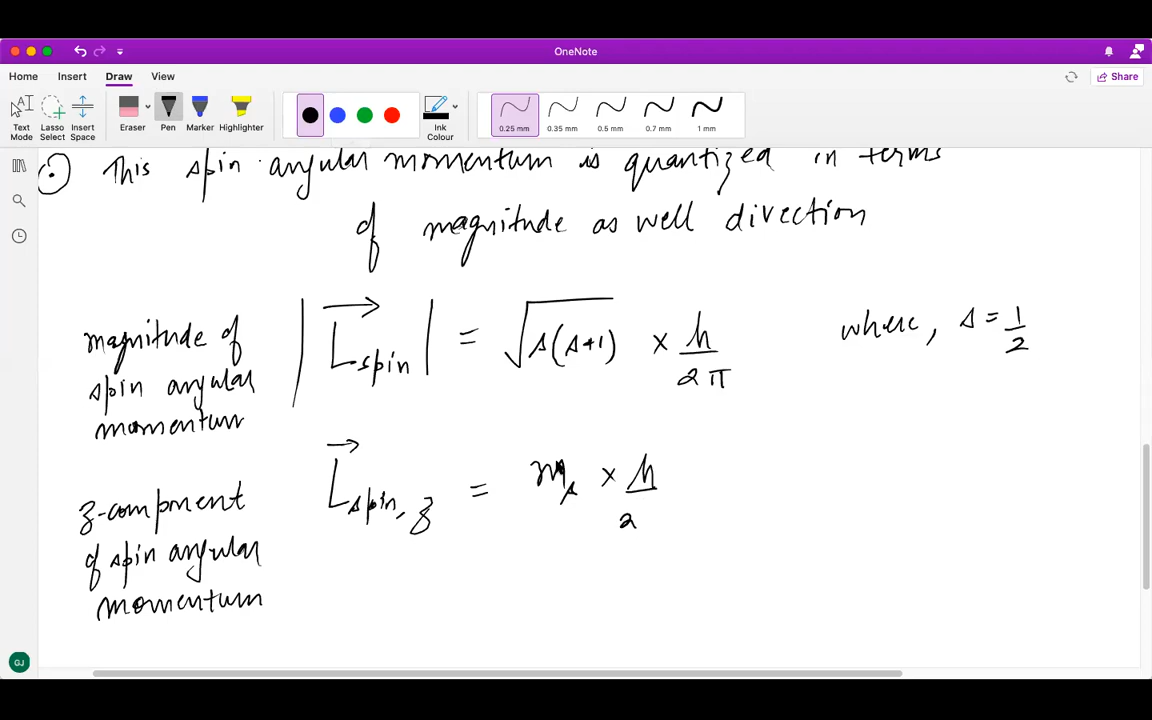 OneNote
Home Insert Draw View
Share
Text Mode
Lasso Select
Insert Space
Eraser
Pen
Marker
Highlighter
Ink Colour
0.25 mm
0.35 mm
0.5 mm
0.7 mm
1 mm
This spin angular momentum is quantized in terms
of magnitude as well direction
magnitude of
spin angular
momentum
|L⃗spin| = √s(s+1) × h/2π
where, s = 1/2
z-component
of spin angular
momentum
L⃗spin, z = ms × h/2
GJ